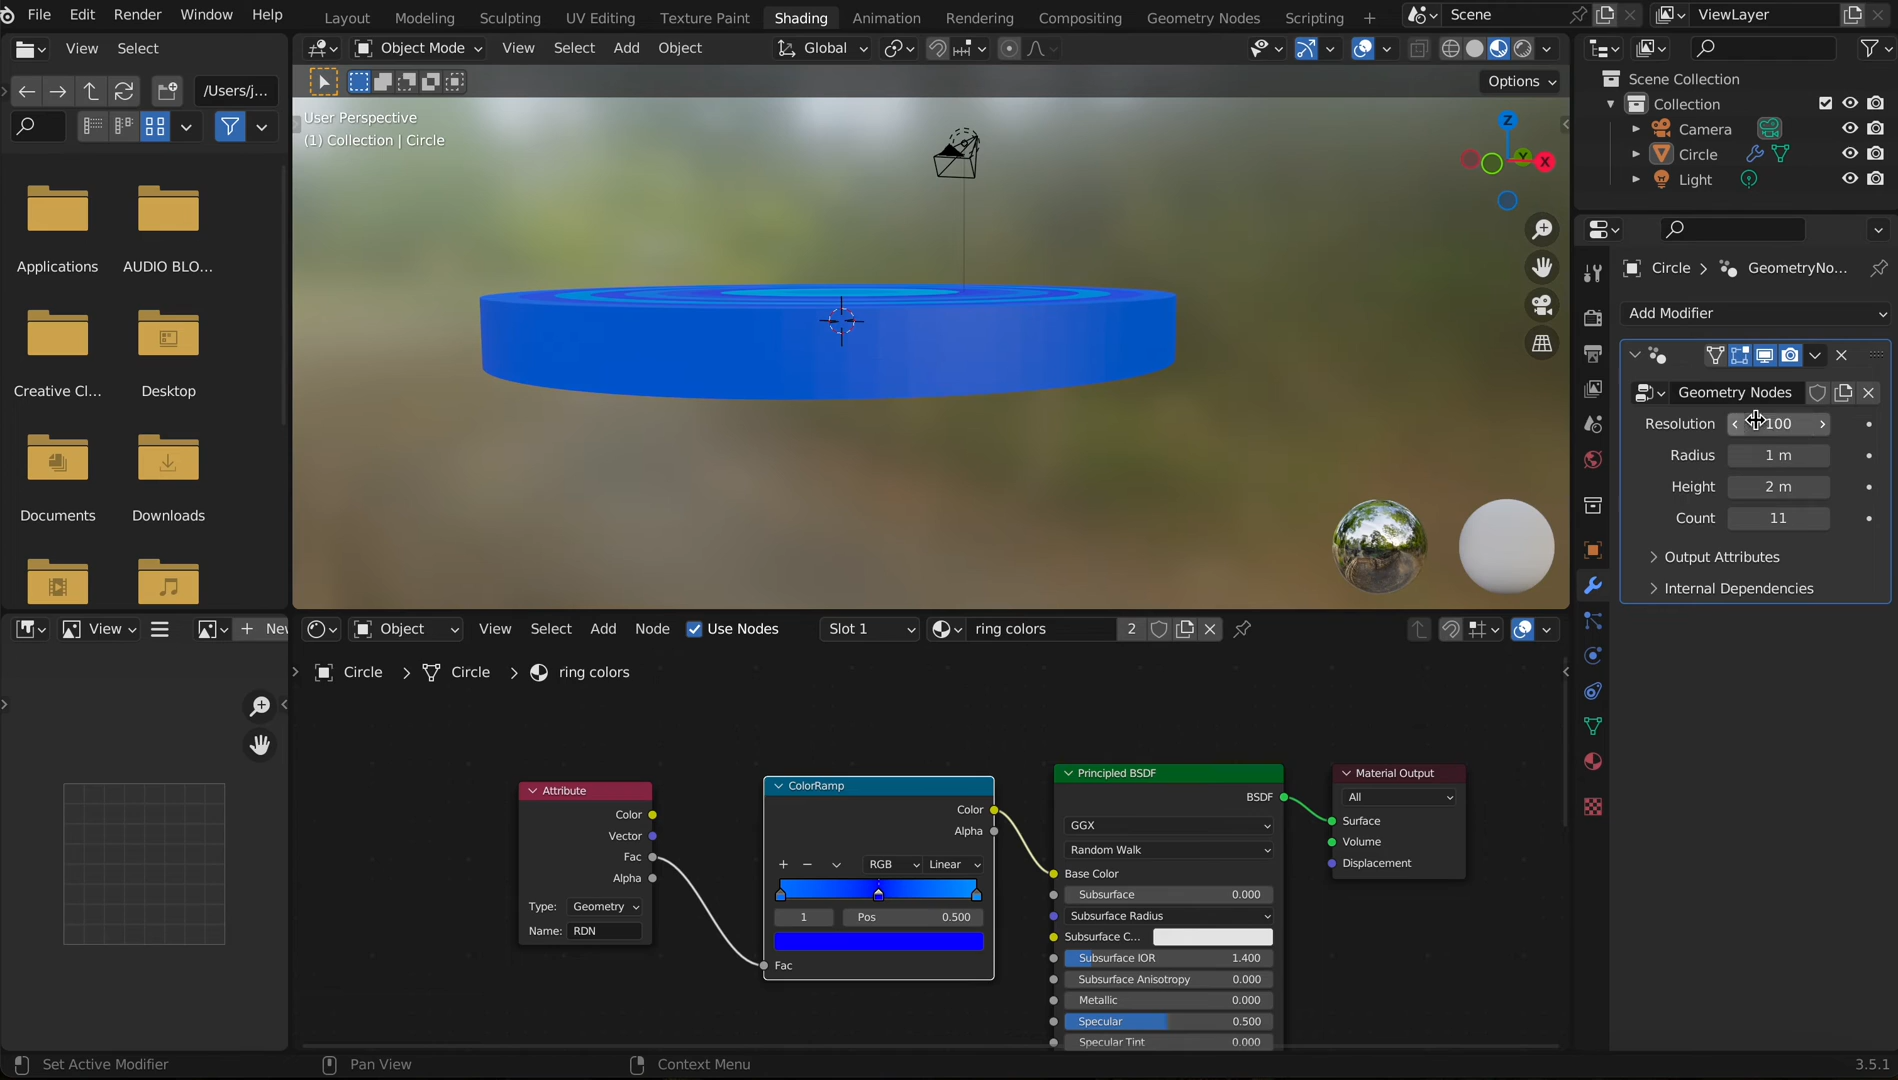 File Edit Render Window Help Layout Modeling Sculpting UV Editing Texture Paint Shading Animation Rendering Compositing Geometry Nodes Scripting + Scene ViewLayer
View Select
Object Mode View Select Add Object Global
/Users/j...
Options
User Perspective
(1) Collection | Circle
Z
Y
X
Applications
AUDIO BLO...
Creative Cl...
Desktop
Documents
Downloads
Scene Collection
Collection
Camera
Circle
Light
Circle > GeometryNo...
Add Modifier
Geometry Nodes
Resolution 100
Radius 1 m
Height 2 m
Count 11
Output Attributes
Internal Dependencies
View + Nev
Object View Select Add Node Use Nodes Slot 1 ring colors 2
Circle > Circle > ring colors
Attribute
Color
Vector
Fac
Alpha
Type: Geometry
Name: RDN
ColorRamp
Color
Alpha
+ − RGB Linear
1 Pos 0.500
Fac
Principled BSDF
BSDF
GGX
Random Walk
Base Color
Subsurface 0.000
Subsurface Radius
Subsurface C...
Subsurface IOR 1.400
Subsurface Anisotropy 0.000
Metallic 0.000
Specular 0.500
Specular Tint 0.000
Material Output
All
Surface
Volume
Displacement
Set Active Modifier Pan View Context Menu 3.5.1